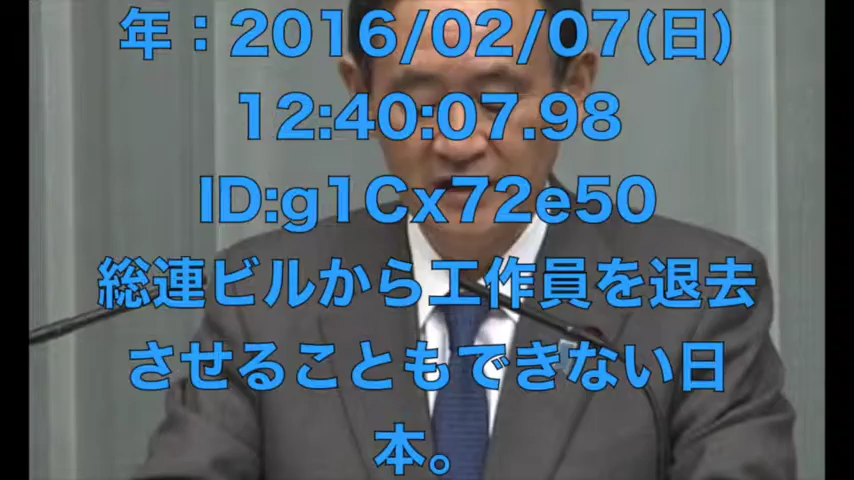 年：2016/02/07(日)
12:40:07.98
ID:g1Cx72e50
総連ビルから工作員を退去
させることもできない日
本。